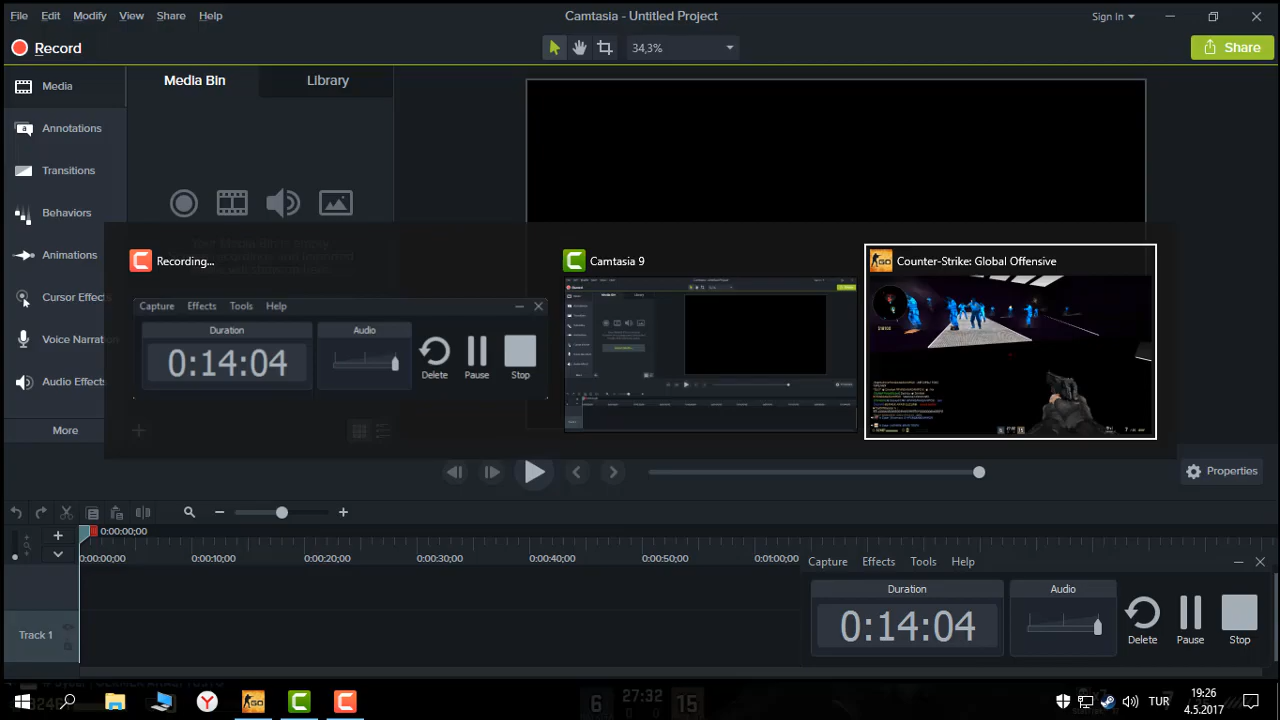 File Edit Modify View Share Help
Camtasia - Untitled Project
Sign In
Record
34,3%
Share
Media
Media Bin
Library
Annotations
Transitions
Behaviors
Animations
Cursor Effects
Voice Narrat
Audio Effects
More
Recording...
Capture Effects Tools Help
Duration
Audio
0:14:04
Delete Pause Stop
Camtasia 9
Counter-Strike: Global Offensive
Properties
0:00:00;00
0:00:00;00 0:00:10;00 0:00:20;00 0:00:30;00 0:00:40;00 0:00:50;00 0:01:00;00
Track 1
Capture Effects Tools Help
Duration
Audio
0:14:04
Delete Pause Stop
6 27:32 15
TUR
19:26
4.5.2017